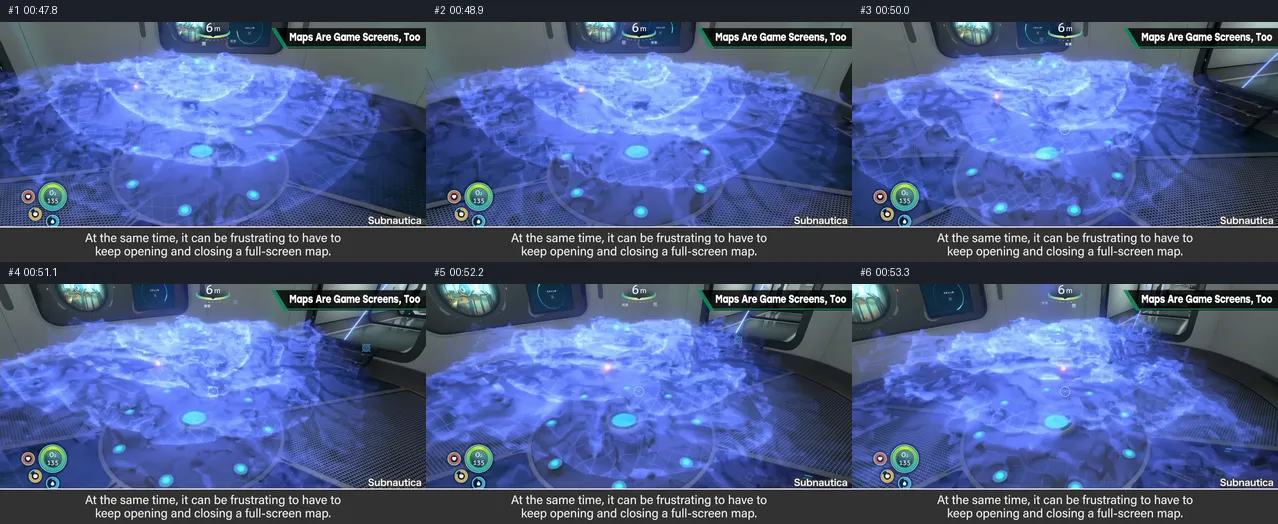 #1 00:47.8
6m
Maps Are Game Screens, Too
O₂
135
Subnautica
At the same time, it can be frustrating to have to
keep opening and closing a full-screen map.
#2 00:48.9
6m
Maps Are Game Screens, Too
O₂
135
Subnautica
At the same time, it can be frustrating to have to
keep opening and closing a full-screen map.
#3 00:50.0
6m
Maps Are Game Screens, Too
O₂
135
Subnautica
At the same time, it can be frustrating to have to
keep opening and closing a full-screen map.
#4 00:51.1
6m
Maps Are Game Screens, Too
O₂
135
Subnautica
At the same time, it can be frustrating to have to
keep opening and closing a full-screen map.
#5 00:52.2
6m
Maps Are Game Screens, Too
O₂
135
Subnautica
At the same time, it can be frustrating to have to
keep opening and closing a full-screen map.
#6 00:53.3
6m
Maps Are Game Screens, Too
O₂
135
Subnautica
At the same time, it can be frustrating to have to
keep opening and closing a full-screen map.